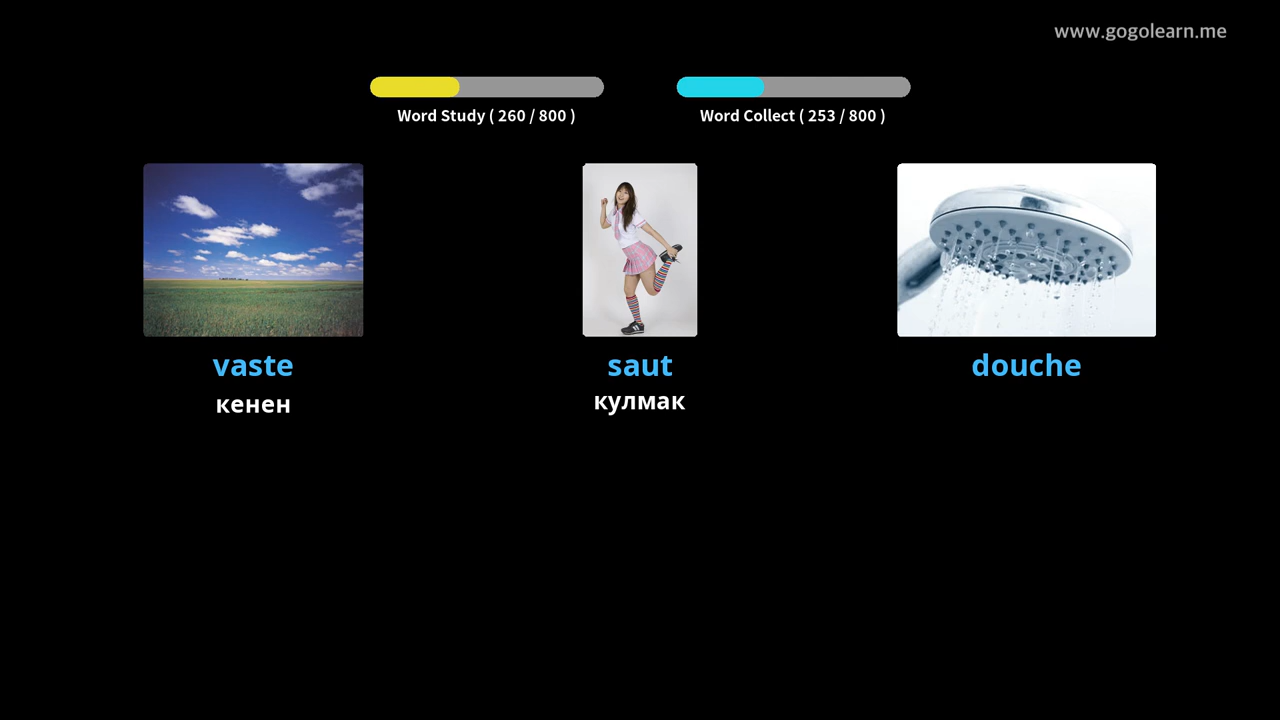 www.gogolearn.me
Word Study ( 260 / 800 )
Word Collect ( 253 / 800 )
vaste
saut
douche
кенен
кулмак